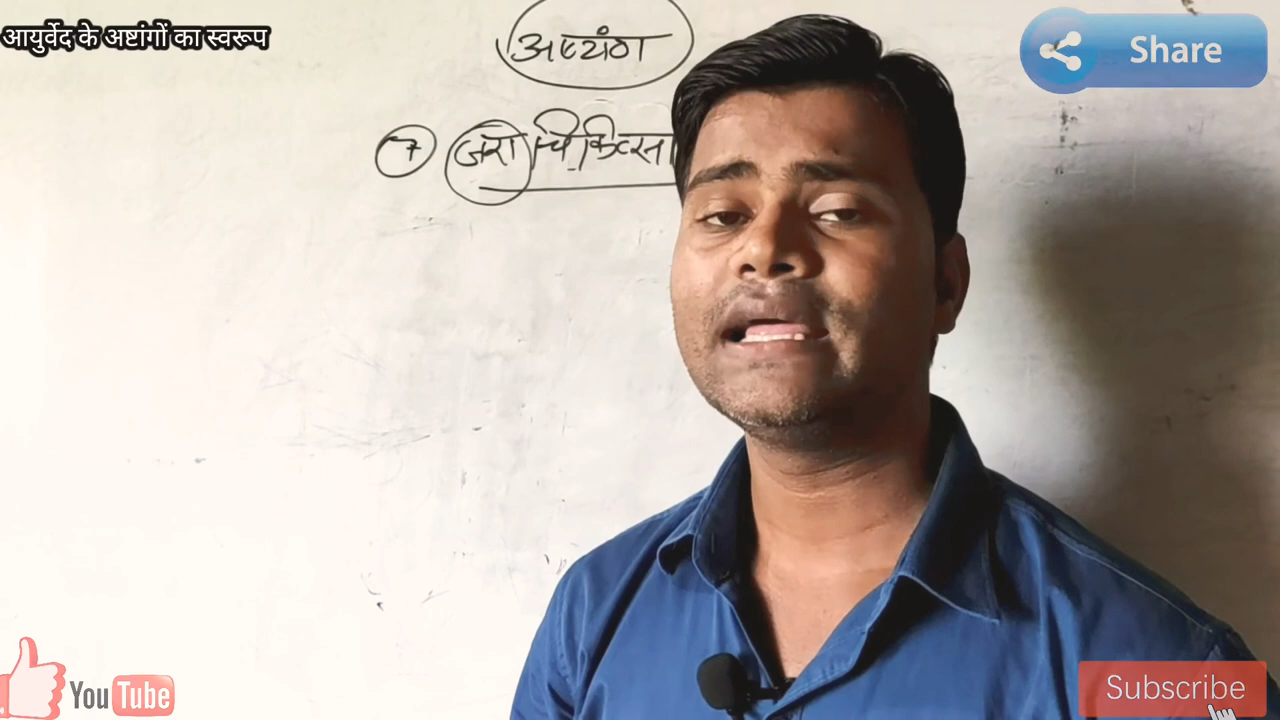 आयुर्वेद के अष्टांगों का स्वरूप
अष्टांग
Share
7 जरा चिकित्सा
YouTube
Subscribe